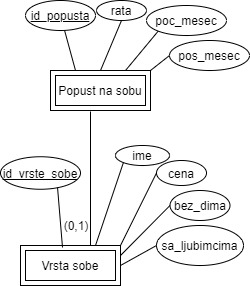 id_popusta
rata
poc_mesec
pos_mesec
Popust na sobu
id_vrste_sobe
ime
cena
(0,1)
bez_dima
sa_ljubimcima
Vrsta sobe